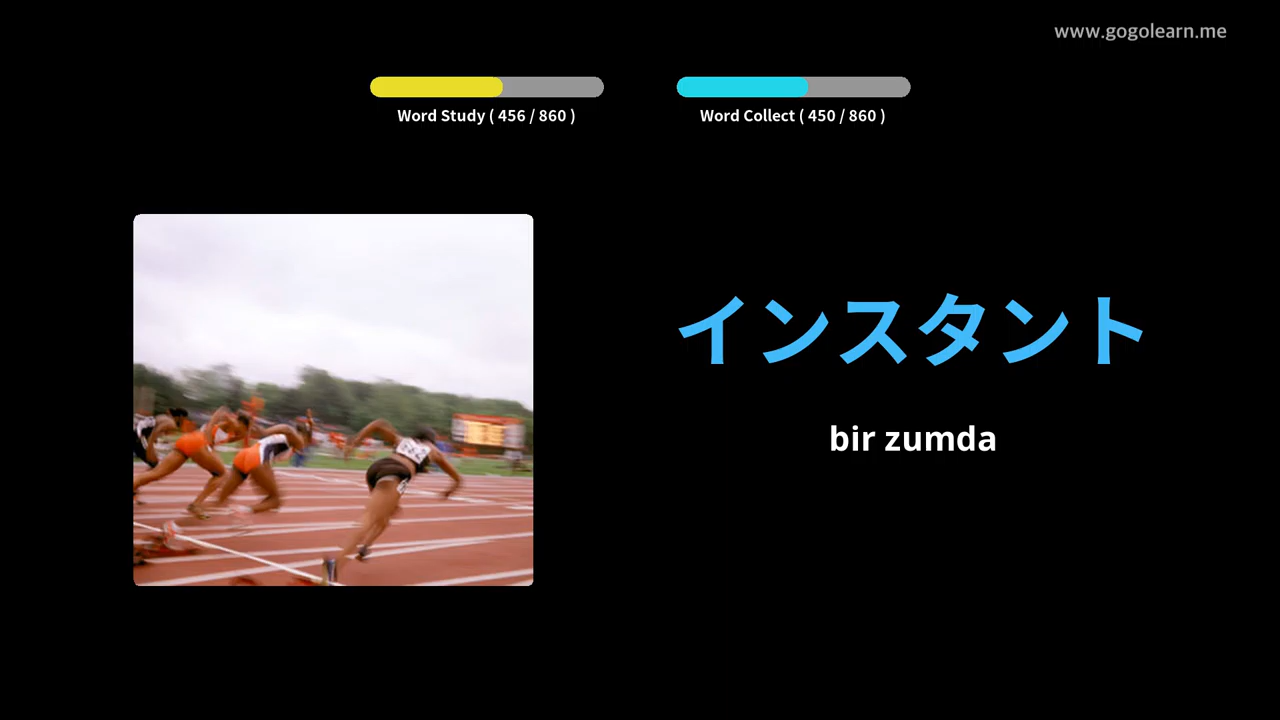 www.gogolearn.me
Word Study ( 456 / 860 )
Word Collect ( 450 / 860 )
インスタント
bir zumda